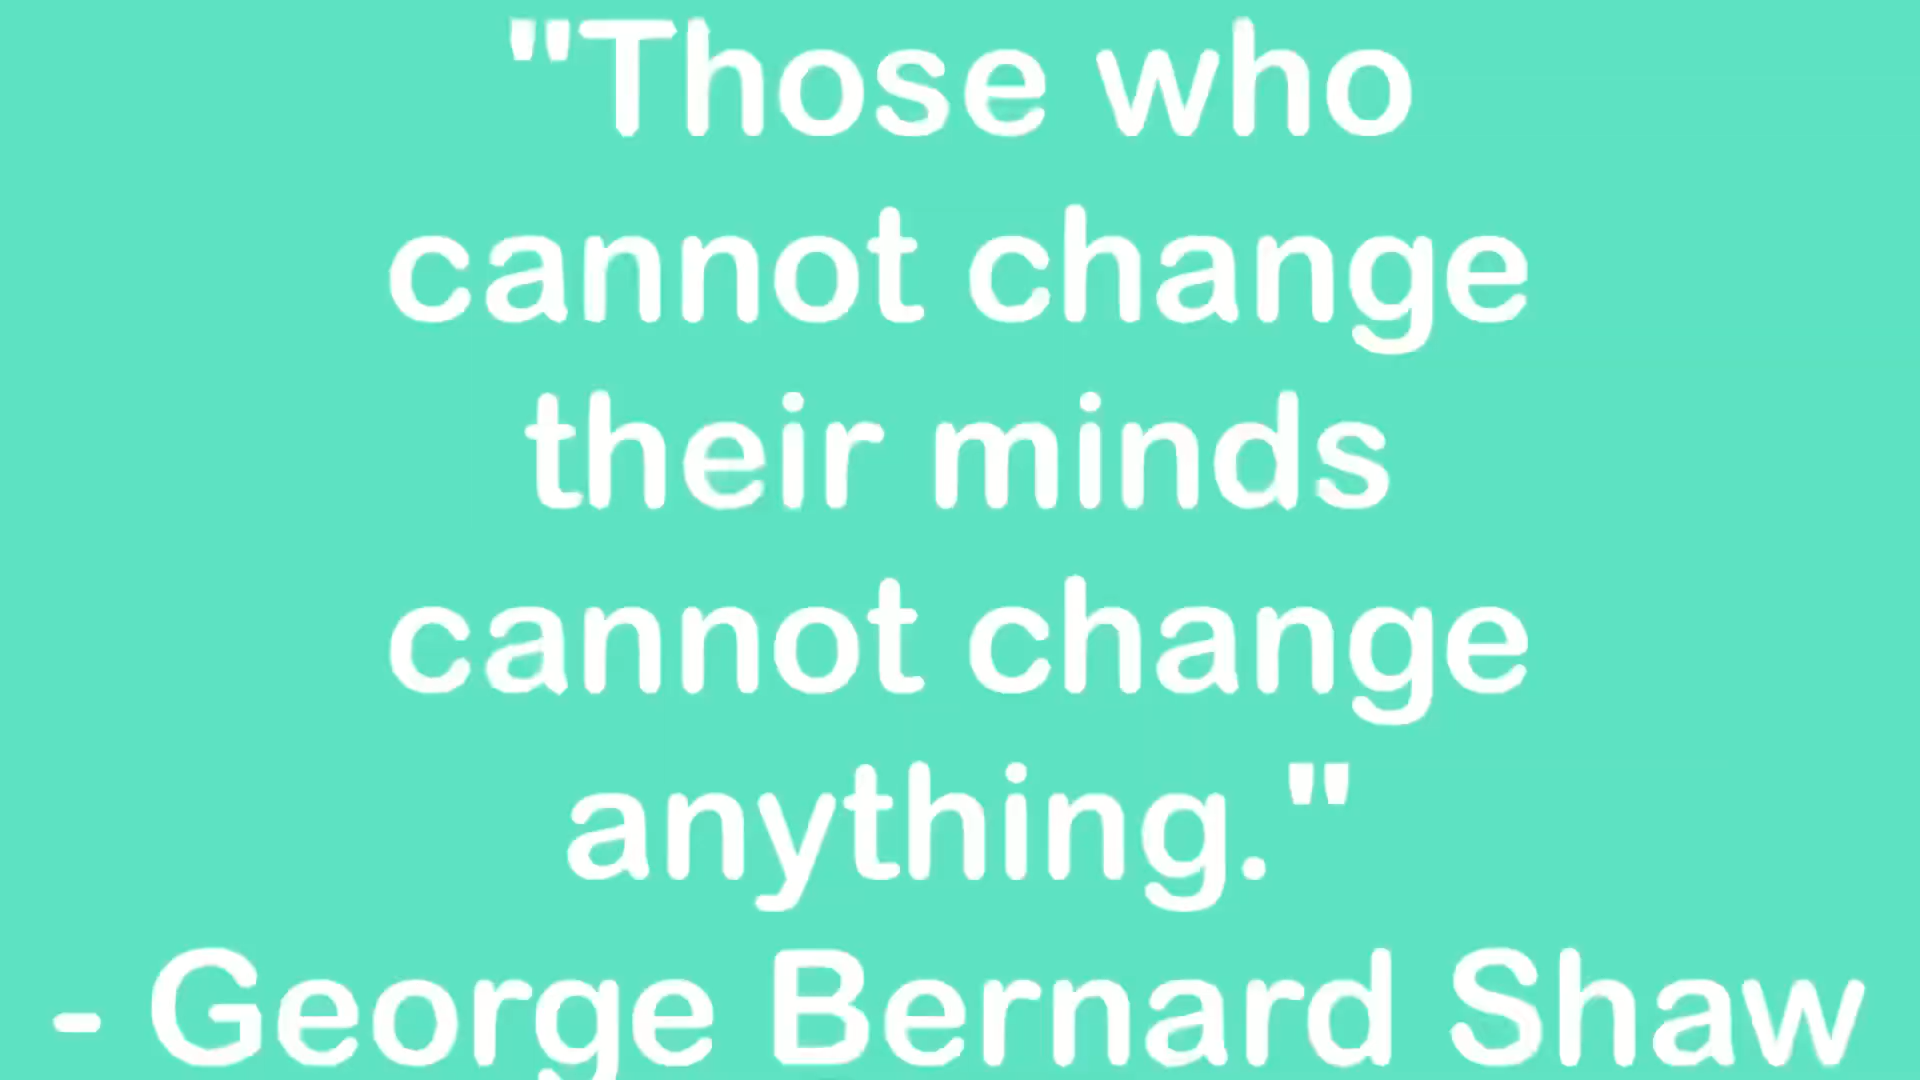 "Those who
cannot change
their minds
cannot change
anything."
- George Bernard Shaw